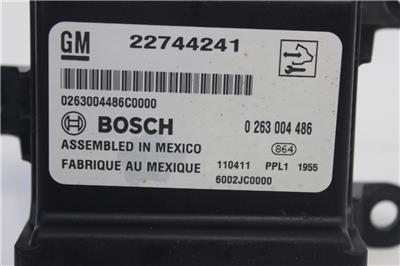 GM 22744241
0263004486C0000
BOSCH 0 263 004 486
ASSEMBLED IN MEXICO 864
FABRIQUE AU MEXIQUE 110411 PPL1 1955
6002JC0000